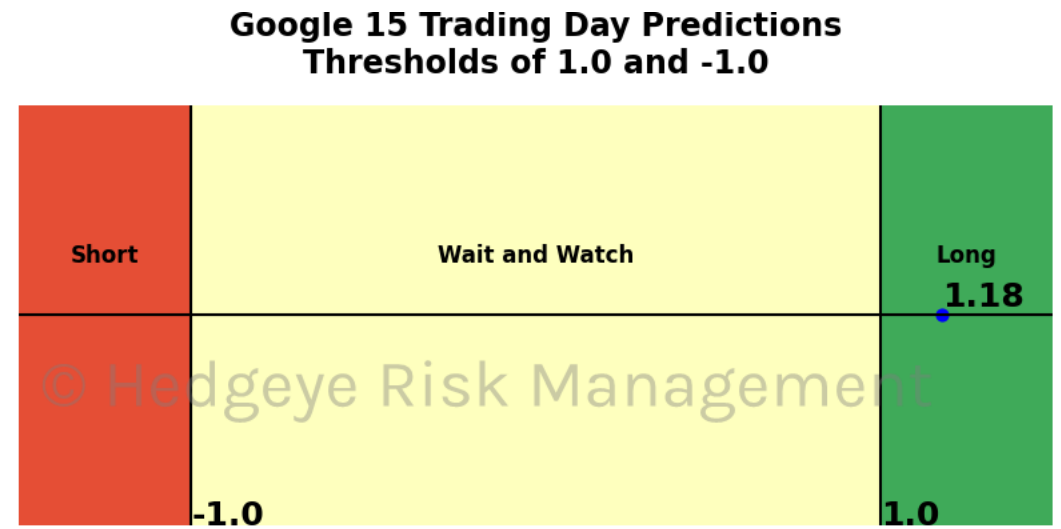 Google 15 Trading Day Predictions
Thresholds of 1.0 and -1.0
Short
Wait and Watch
Long
1.18
© Hedgeye Risk Management
-1.0
1.0